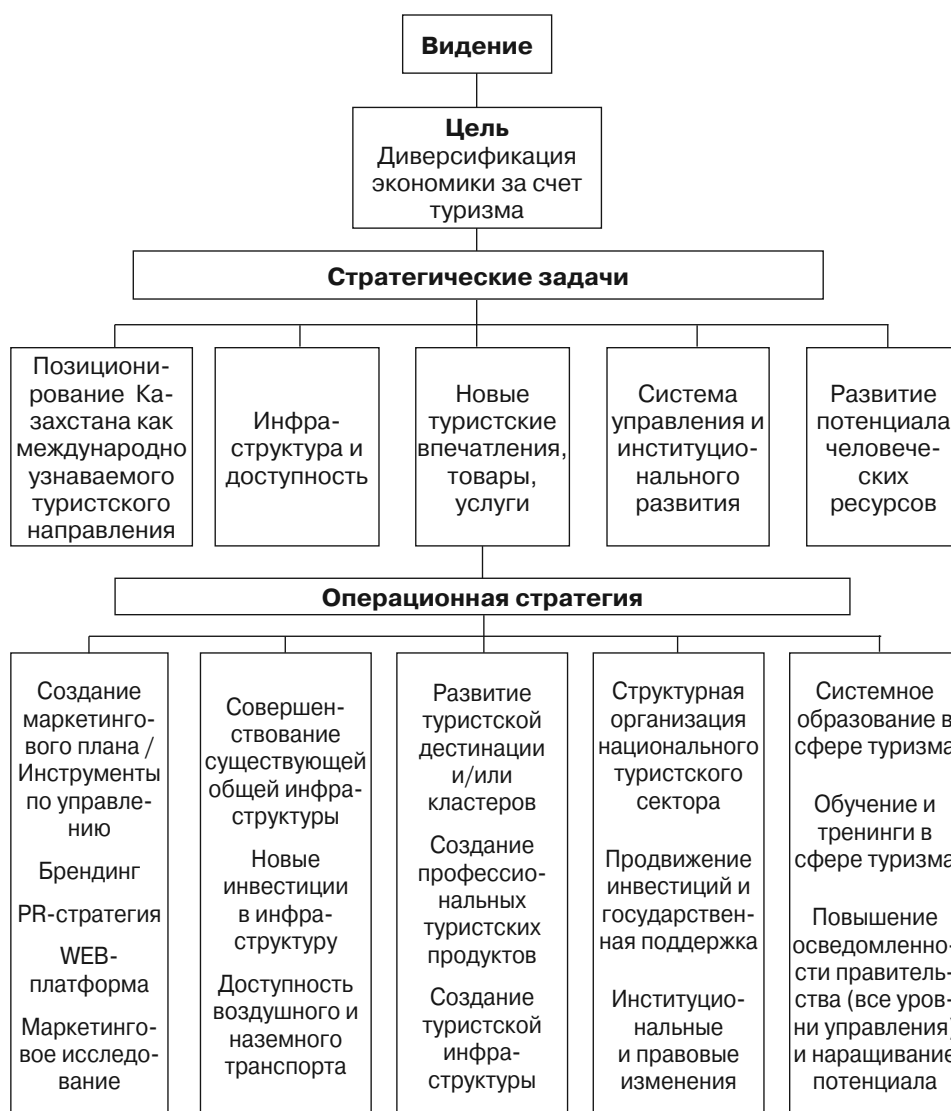 Видение
Цель
Диверсификация
экономики за счет
туризма
Стратегические задачи
Позициони-
рование Ка-
захстана как
международно
узнаваемого
туристского
направления
Инфра-
структура и
доступность
Новые
туристские
впечатления,
товары,
услуги
Система
управления и
институцио-
нального
развития
Развитие
потенциала
человече-
ских
ресурсов
Операционная стратегия
Создание
маркетинго-
вого плана /
Инструменты
по управле-
нию
Брендинг
PR-стратегия
WEB-
платформа
Маркетинго-
вое исследо-
вание
Совершен-
ствование
существующей
общей инфра-
структуры
Новые
инвестиции
в инфра-
структуру
Доступность
воздушного и
наземного
транспорта
Развитие
туристской
дестинации
и/или
кластеров
Создание
профессио-
нальных
туристских
продуктов
Создание
туристской
инфра-
структуры
Структурная
организация
национального
туристского
сектора
Продвижение
инвестиций и
государствен-
ная поддержка
Институцио-
нальные
и правовые
изменения
Системное
образование в
сфере туризма
Обучение и
тренинги в
сфере туризма
Повышение
осведомленно-
сти правитель-
ства (все уров-
ни управления)
и наращивание
потенциала